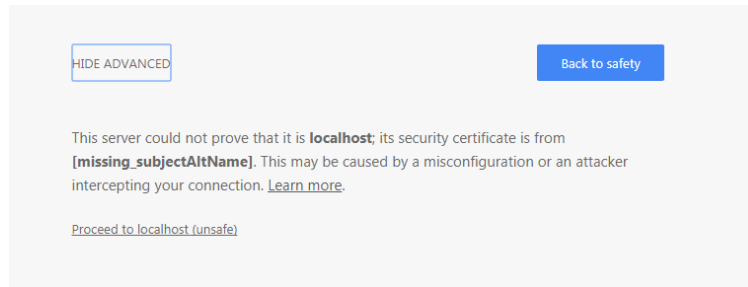 HIDE ADVANCED
Back to safety
This server could not prove that it is localhost; its security certificate is from
[missing_subjectAltName]. This may be caused by a misconfiguration or an attacker
intercepting your connection. Learn more.
Proceed to localhost (unsafe)